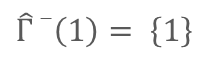 Γ̂⁻(1) = {1}